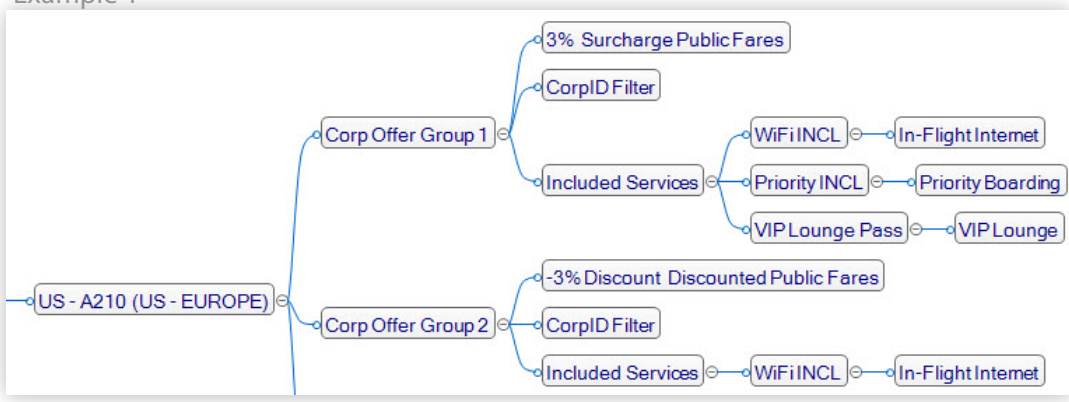 3% Surcharge Public Fares
CorpID Filter
Corp Offer Group 1
WiFi INCL
In-Flight Internet
Included Services
Priority INCL
Priority Boarding
VIP Lounge Pass
VIP Lounge
US - A210 (US - EUROPE)
-3% Discount Discounted Public Fares
Corp Offer Group 2
CorpID Filter
Included Services
WiFi INCL
In-Flight Internet